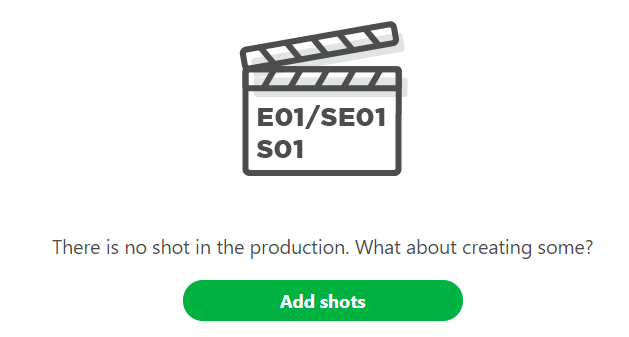 E01/SE01
S01
There is no shot in the production. What about creating some?
Add shots